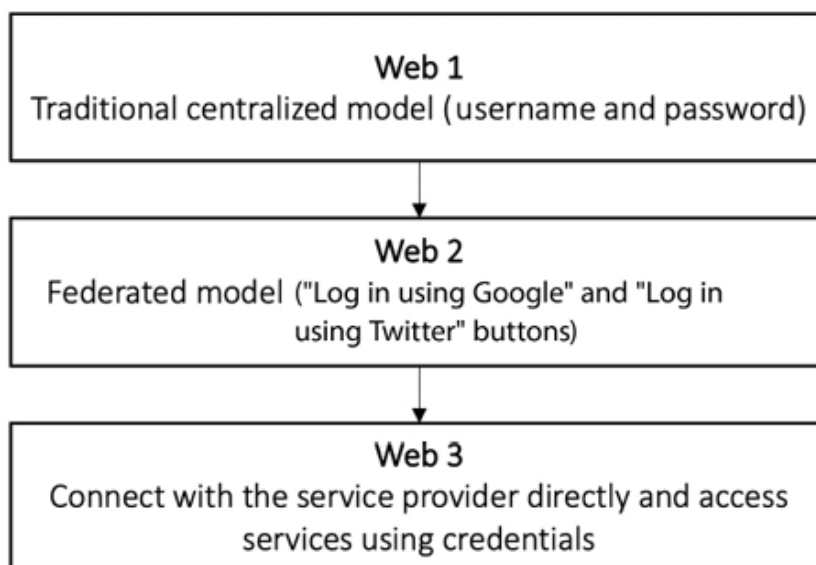 Web 1
Traditional centralized model (username and password)
Web 2
Federated model ("Log in using Google" and "Log in
using Twitter" buttons)
Web 3
Connect with the service provider directly and access
services using credentials